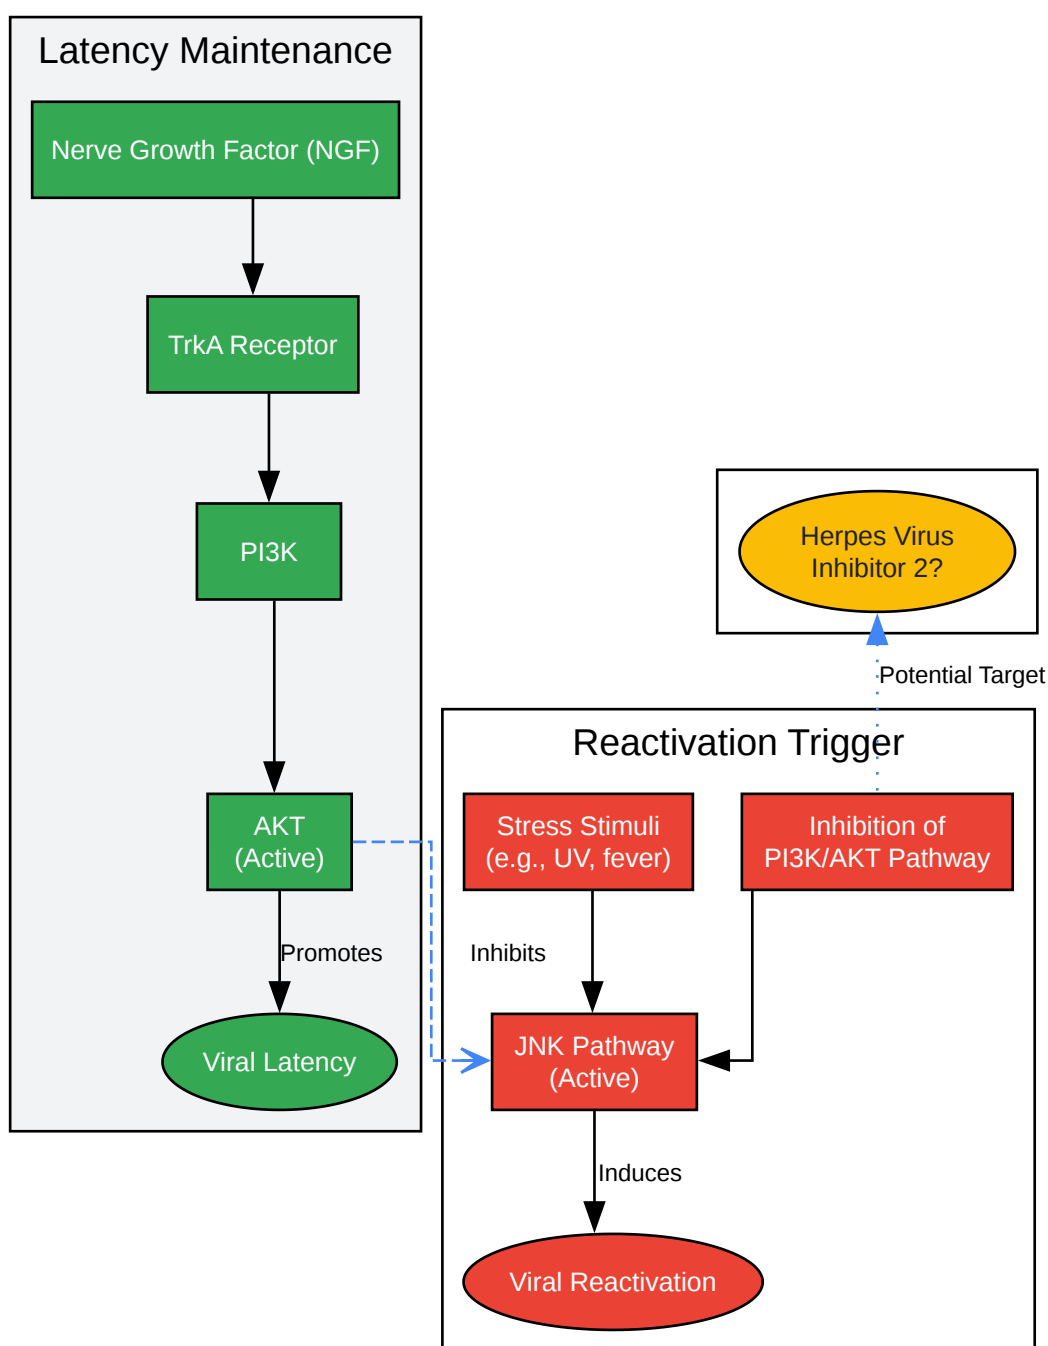 Latency Maintenance
Nerve Growth Factor (NGF)
TrkA Receptor
PI3K
AKT
(Active)
Promotes
Viral Latency
Herpes Virus
Inhibitor 2?
Potential Target
Reactivation Trigger
Stress Stimuli
(e.g., UV, fever)
Inhibition of
PI3K/AKT Pathway
Inhibits
JNK Pathway
(Active)
Induces
Viral Reactivation